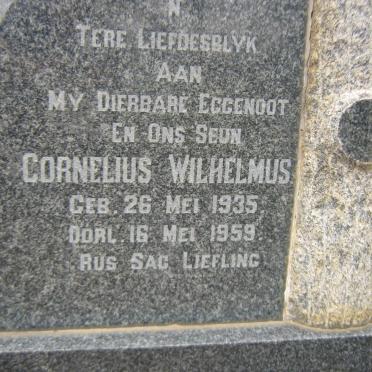 'N
TERE LIEFDESBLYK
AAN
MY DIERBARE EGGENOOT
EN ONS SEUN
CORNELIUS WILHELMUS
GEB. 26 MEI 1935
OORL. 16 MEI 1959.
RUS SAG LIEFLING